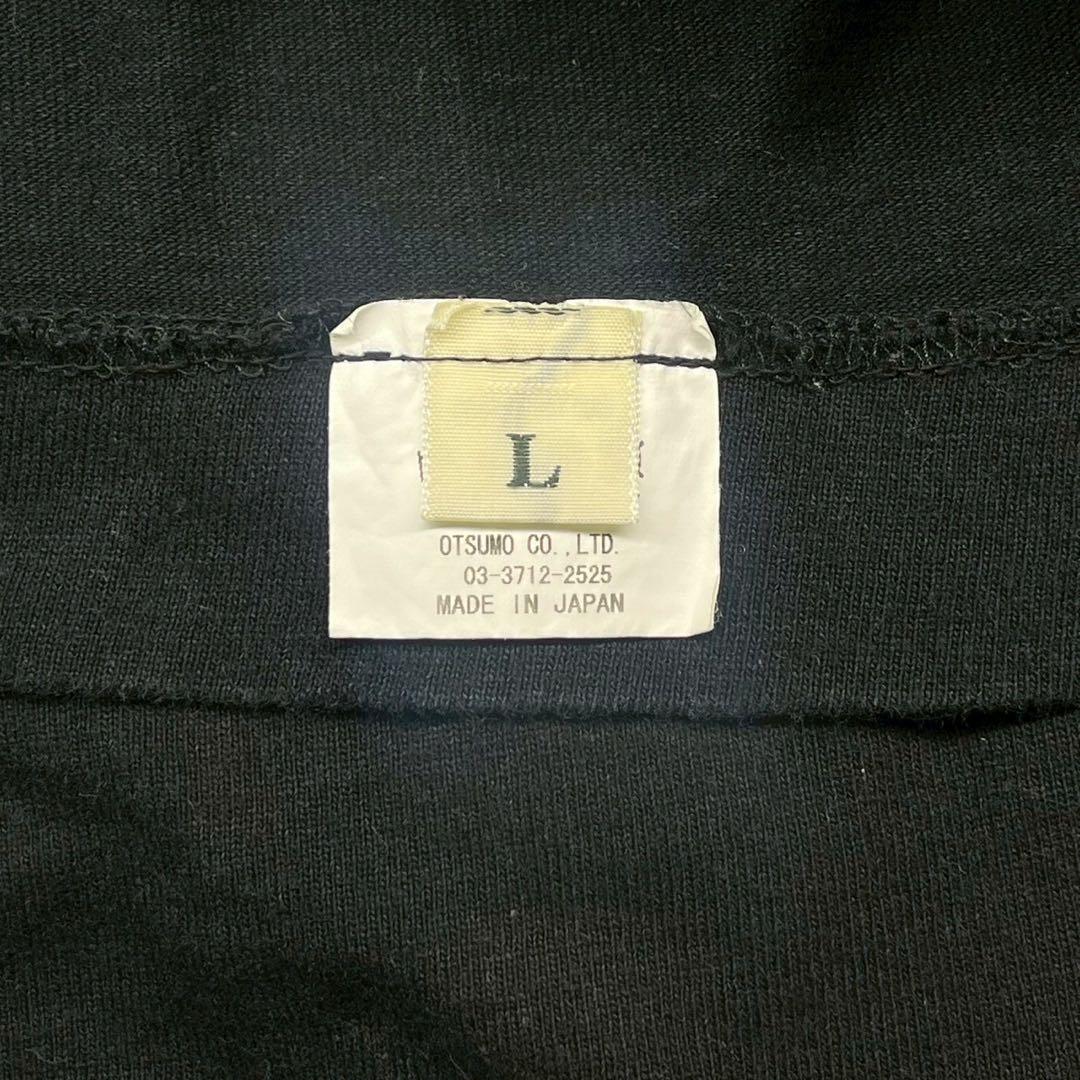 L
OTSUMO CO.,LTD.
03-3712-2525
MADE IN JAPAN